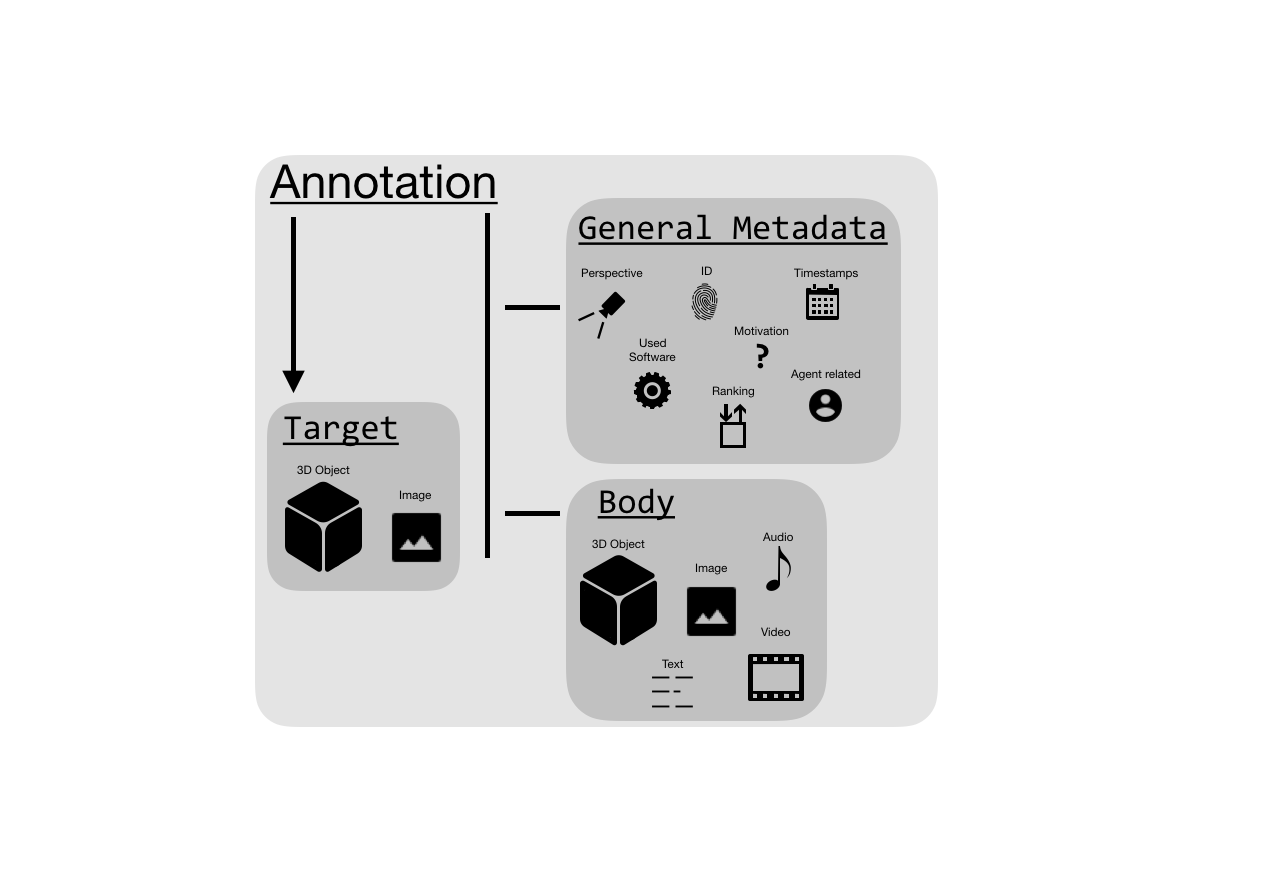 Annotation
General Metadata
Perspective
ID
Timestamps
Motivation
?
Used
Software
Agent related
Ranking
Target
3D Object
Image
Body
3D Object
Image
Audio
Video
Text